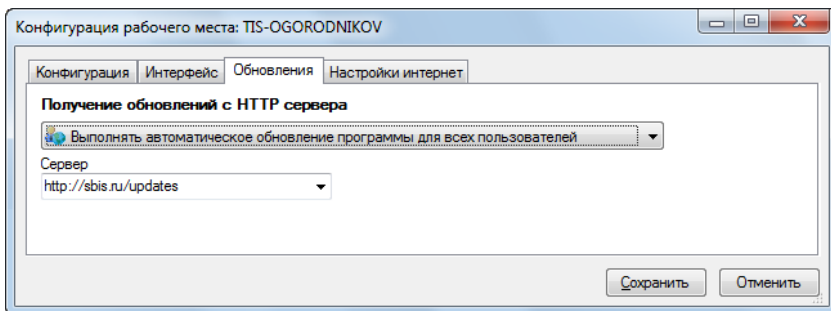 Конфигурация рабочего места: TIS-OGORODNIKOV
Конфигурация Интерфейс Обновления Настройки интернет
Получение обновлений с HTTP сервера
Выполнять автоматическое обновление программы для всех пользователей
Сервер
http://sbis.ru/updates
Сохранить Отменить